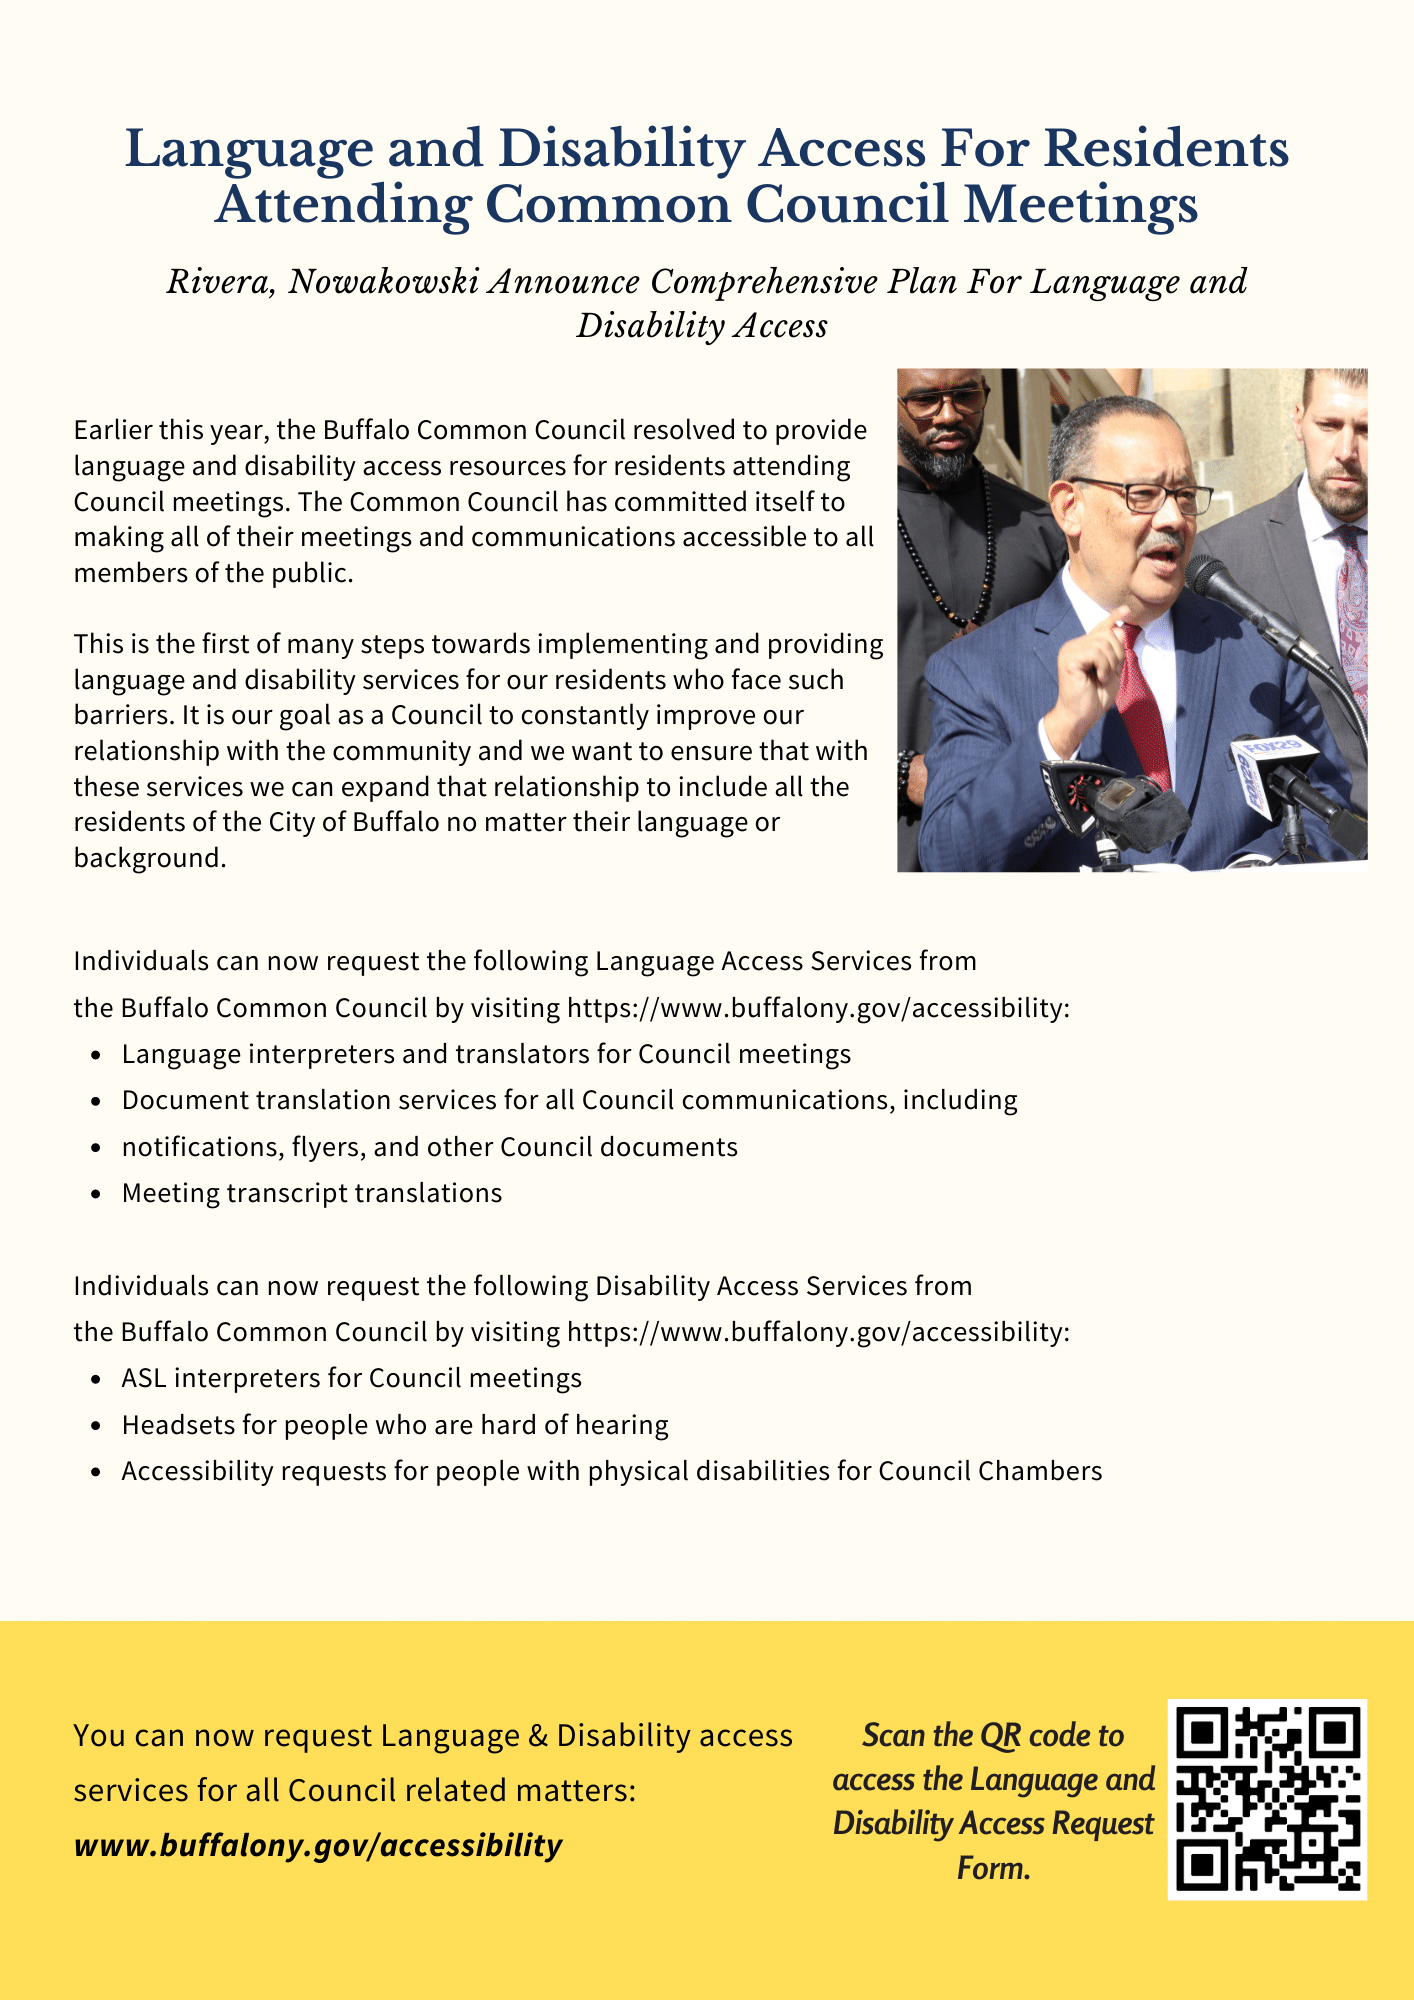 Language and Disability Access For Residents
Attending Common Council Meetings
Rivera, Nowakowski Announce Comprehensive Plan For Language and
Disability Access
Earlier this year, the Buffalo Common Council resolved to provide
language and disability access resources for residents attending
Council meetings. The Common Council has committed itself to
making all of their meetings and communications accessible to all
members of the public.
This is the first of many steps towards implementing and providing
language and disability services for our residents who face such
barriers. It is our goal as a Council to constantly improve our
relationship with the community and we want to ensure that with
these services we can expand that relationship to include all the
residents of the City of Buffalo no matter their language or
background.
FOX29
FOX29
Individuals can now request the following Language Access Services from
the Buffalo Common Council by visiting https://www.buffalony.gov/accessibility:
• Language interpreters and translators for Council meetings
• Document translation services for all Council communications, including
• notifications, flyers, and other Council documents
• Meeting transcript translations
Individuals can now request the following Disability Access Services from
the Buffalo Common Council by visiting https://www.buffalony.gov/accessibility:
• ASL interpreters for Council meetings
• Headsets for people who are hard of hearing
• Accessibility requests for people with physical disabilities for Council Chambers
You can now request Language & Disability access
services for all Council related matters:
www.buffalony.gov/accessibility
Scan the QR code to
access the Language and
Disability Access Request
Form.